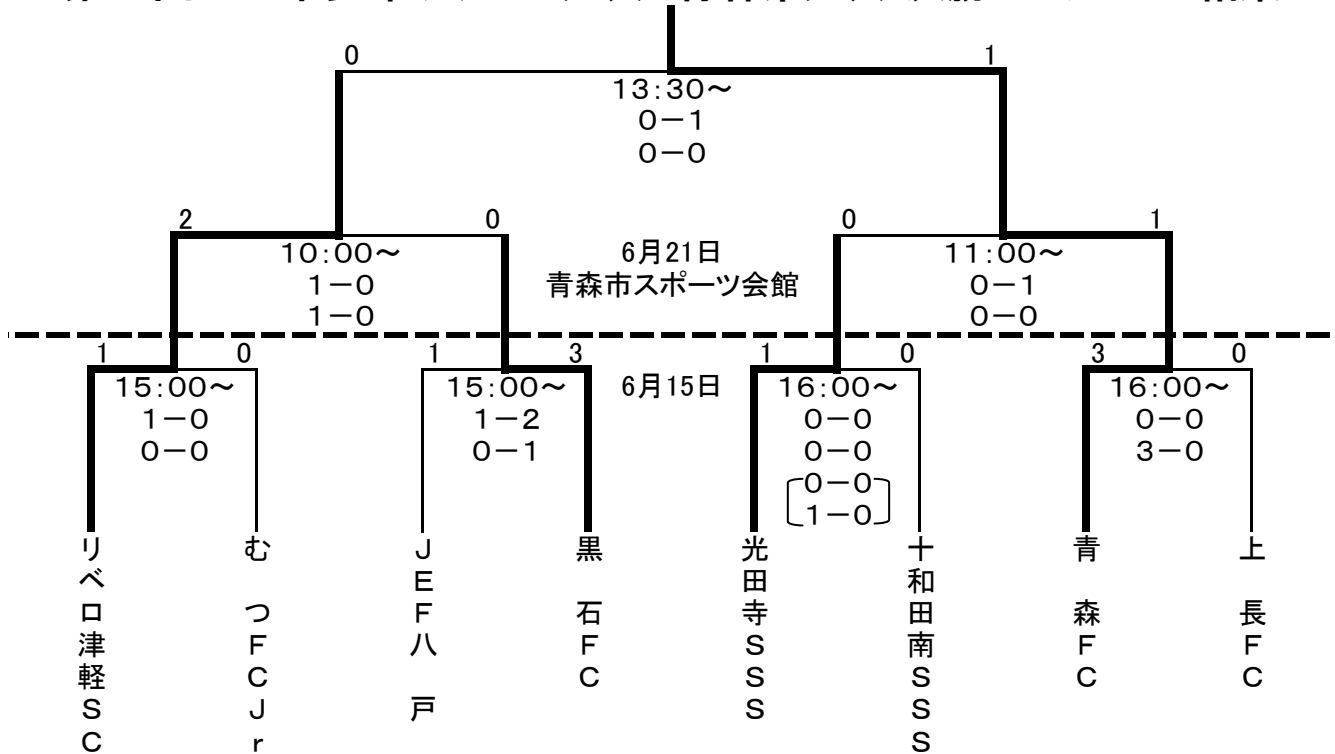 0 1
13:30～
0－1
0－0
2 0 0 1
10:00～ 6月21日 11:00～
1－0 青森市スポーツ会館 0－1
1－0 0－0
1 0 1 3 1 0 3 0
15:00～ 15:00～ 6月15日 16:00～ 16:00～
1－0 1－2 0－0 0－0
0－0 0－1 0－0 3－0
0－0
1－0
リベロ津軽SC
むつFCJr
JEF八戸
黒石FC
光田寺SSS
十和田南SSS
青森FC
上長FC